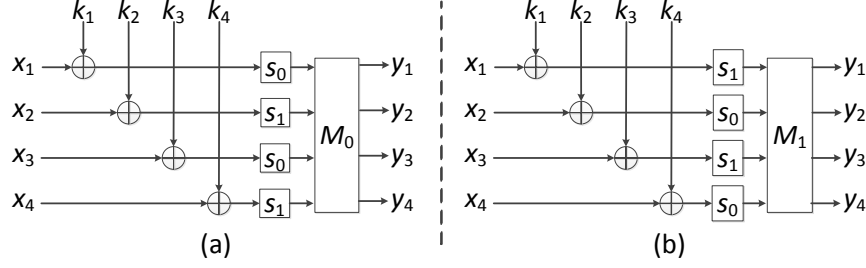 k1 k2 k3 k4 k1 k2 k3 k4
x1 s0 y1 x1 s1 y1
x2 s1 y2 x2 s0 y2
M0 M1
x3 s0 y3 x3 s1 y3
x4 s1 y4 x4 s0 y4
(a) (b)